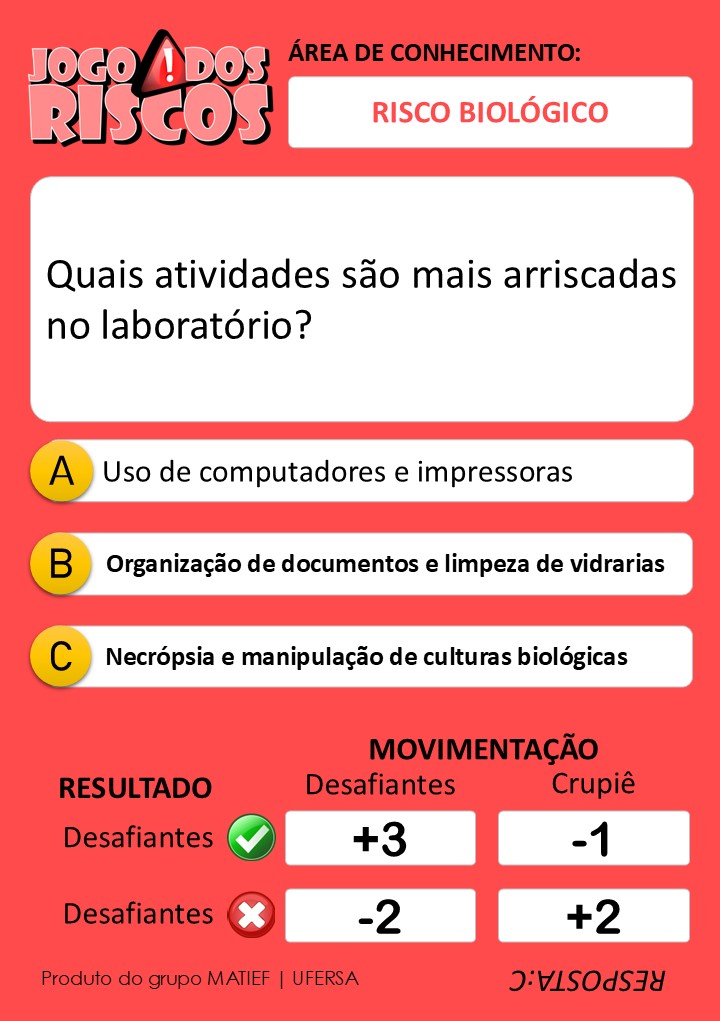 JOGO DOS
RISCOS
ÁREA DE CONHECIMENTO:
RISCO BIOLÓGICO
Quais atividades são mais arriscadas
no laboratório?
A Uso de computadores e impressoras
B Organização de documentos e limpeza de vidrarias
C Necrópsia e manipulação de culturas biológicas
MOVIMENTAÇÃO
RESULTADO Desafiantes Crupiê
Desafiantes +3 -1
Desafiantes -2 +2
Produto do grupo MATIEF | UFERSA
RESPOSTA:C